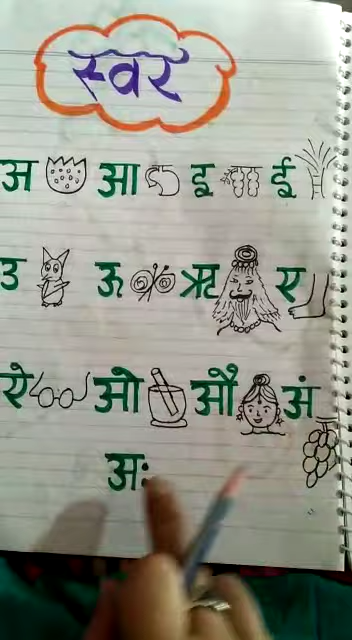 स्वर
अ आ इ ई
उ ऊ ऋ ए
ऐ ओ औ अं
अः